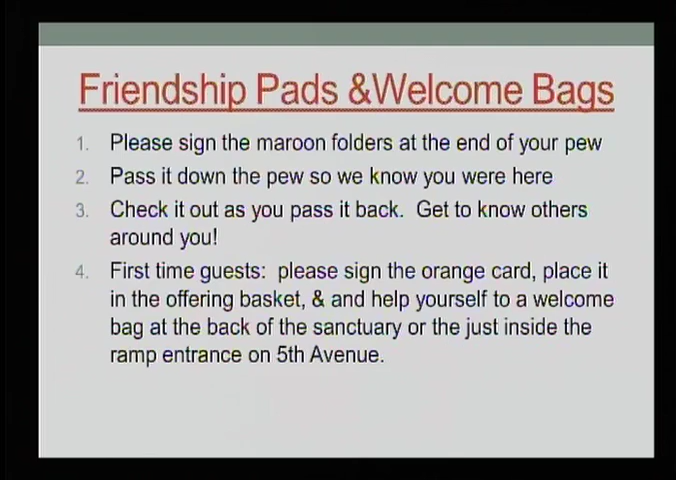 Friendship Pads &Welcome Bags
1. Please sign the maroon folders at the end of your pew
2. Pass it down the pew so we know you were here
3. Check it out as you pass it back.  Get to know others
around you!
4. First time guests:  please sign the orange card, place it
in the offering basket, & and help yourself to a welcome
bag at the back of the sanctuary or the just inside the
ramp entrance on 5th Avenue.